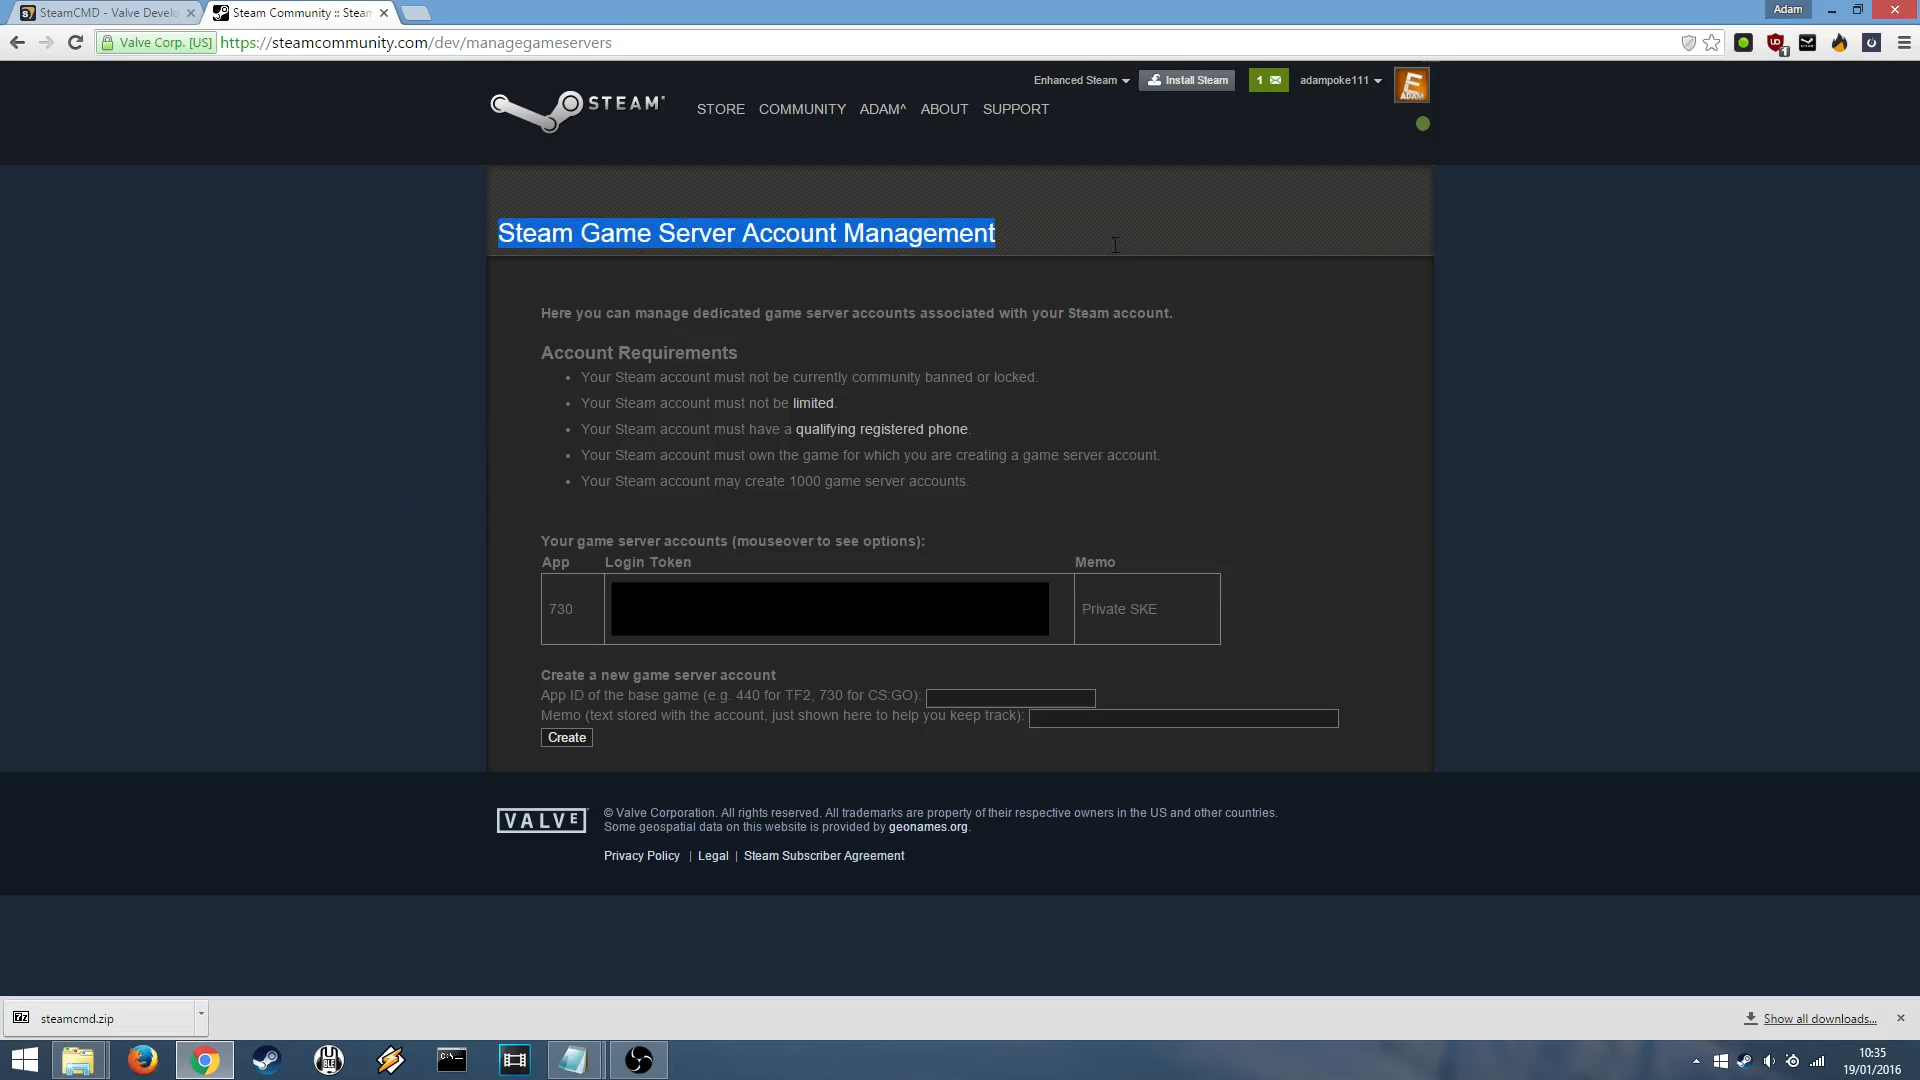 SteamCMD - Valve Develo
Steam Community :: Stea
Adam
Valve Corp. [US]
https://steamcommunity.com/dev/managegameservers
1
Enhanced Steam
Install Steam
1
adampoke111
STEAM
STORE
COMMUNITY
ADAM^
ABOUT
SUPPORT
ADAM
Steam Game Server Account Management
Here you can manage dedicated game server accounts associated with your Steam account.
Account Requirements
• Your Steam account must not be currently community banned or locked.
• Your Steam account must not be limited.
• Your Steam account must have a qualifying registered phone.
• Your Steam account must own the game for which you are creating a game server account.
• Your Steam account may create 1000 game server accounts.
Your game server accounts (mouseover to see options):
App Login Token Memo
730 Private SKE
Create a new game server account
App ID of the base game (e.g. 440 for TF2, 730 for CS:GO):
Memo (text stored with the account, just shown here to help you keep track):
Create
VALVE
© Valve Corporation. All rights reserved. All trademarks are property of their respective owners in the US and other countries.
Some geospatial data on this website is provided by geonames.org.
Privacy Policy | Legal | Steam Subscriber Agreement
steamcmd.zip
Show all downloads...
10:35
19/01/2016